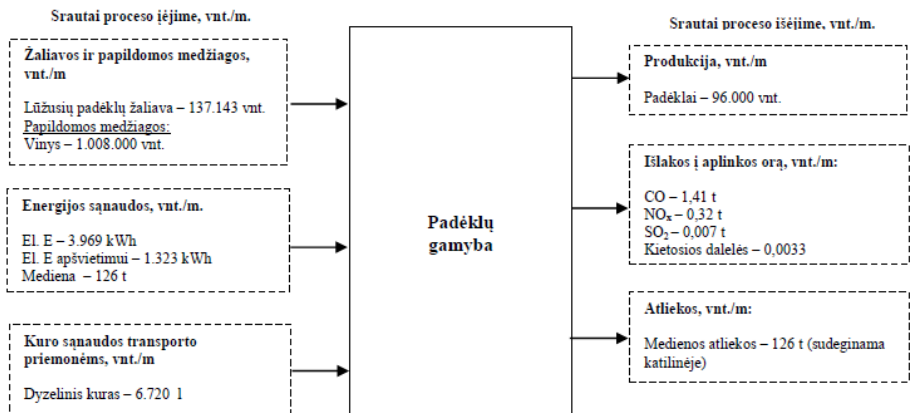 Srautai proceso įėjime, vnt./m.
Žaliavos ir papildomos medžiagos,
vnt./m
Lūžusių padėklų žaliava – 137.143 vnt.
Papildomos medžiagos:
Vinys – 1.008.000 vnt.
Energijos sąnaudos, vnt./m.
El. E – 3.969 kWh
El. E apšvietimui – 1.323 kWh
Mediena – 126 t
Kuro sąnaudos transporto
priemonėms, vnt./m
Dyzelinis kuras – 6.720 l
Padėklų
gamyba
Srautai proceso išėjime, vnt./m.
Produkcija, vnt./m
Padėklai – 96.000 vnt.
Išlakos į aplinkos orą, vnt./m:
CO – 1,41 t
NOx – 0,32 t
SO2 – 0,007 t
Kietosios dalelės – 0,0033
Atliekos, vnt./m:
Medienos atliekos – 126 t (sudeginama
katilinėje)